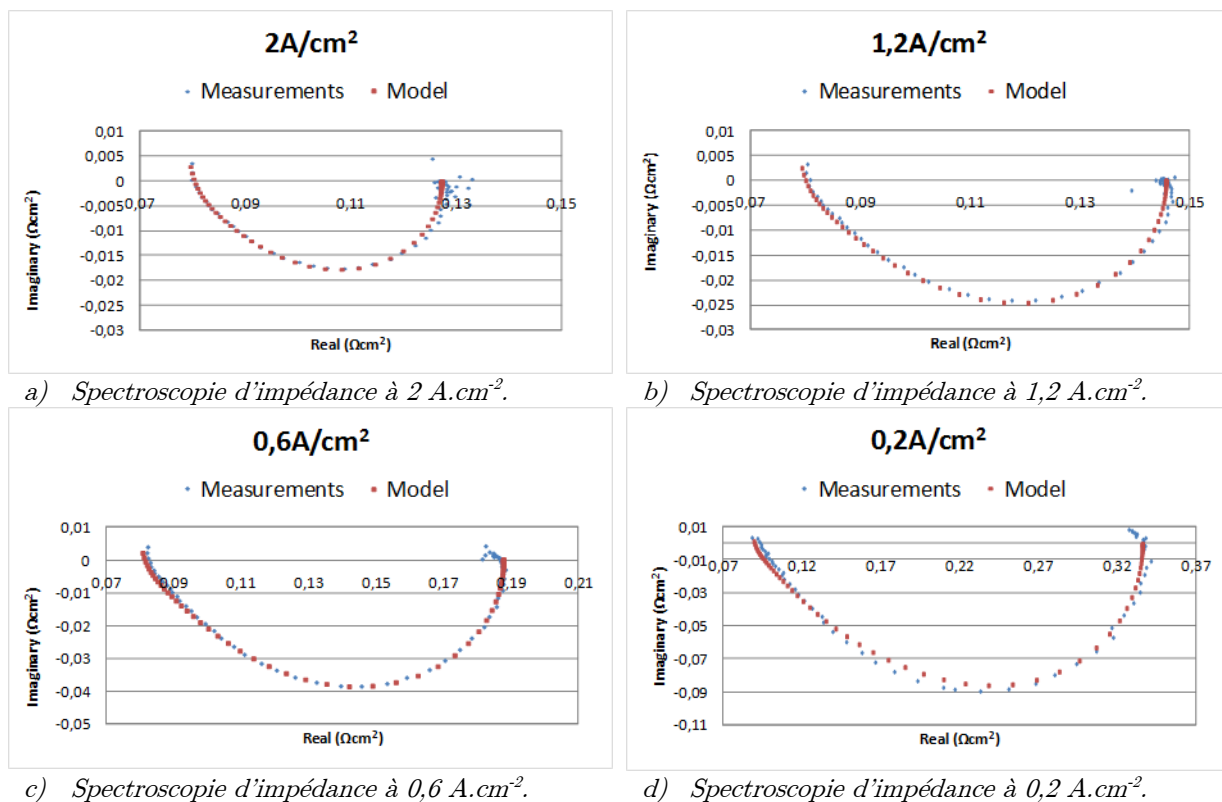 2A/cm²
Measurements Model
0,01
0,005
0
-0,005
-0,01
-0,015
-0,02
-0,025
-0,03
0,07 0,09 0,11 0,13 0,15
Imaginary (Ωcm²)
Real (Ωcm²)
a) Spectroscopie d'impédance à 2 A.cm⁻².
1,2A/cm²
Measurements Model
0,01
0,005
0
-0,005
-0,01
-0,015
-0,02
-0,025
-0,03
0,07 0,09 0,11 0,13 0,15
Imaginary (Ωcm²)
Real (Ωcm²)
b) Spectroscopie d'impédance à 1,2 A.cm⁻².
0,6A/cm²
Measurements Model
0,01
0
-0,01
-0,02
-0,03
-0,04
-0,05
0,07 0,09 0,11 0,13 0,15 0,17 0,19 0,21
Imaginary (Ωcm²)
Real (Ωcm²)
c) Spectroscopie d'impédance à 0,6 A.cm⁻².
0,2A/cm²
Measurements Model
0,01
-0,01
-0,03
-0,05
-0,07
-0,09
-0,11
0,07 0,12 0,17 0,22 0,27 0,32 0,37
Imaginary (Ωcm²)
Real (Ωcm²)
d) Spectroscopie d'impédance à 0,2 A.cm⁻².